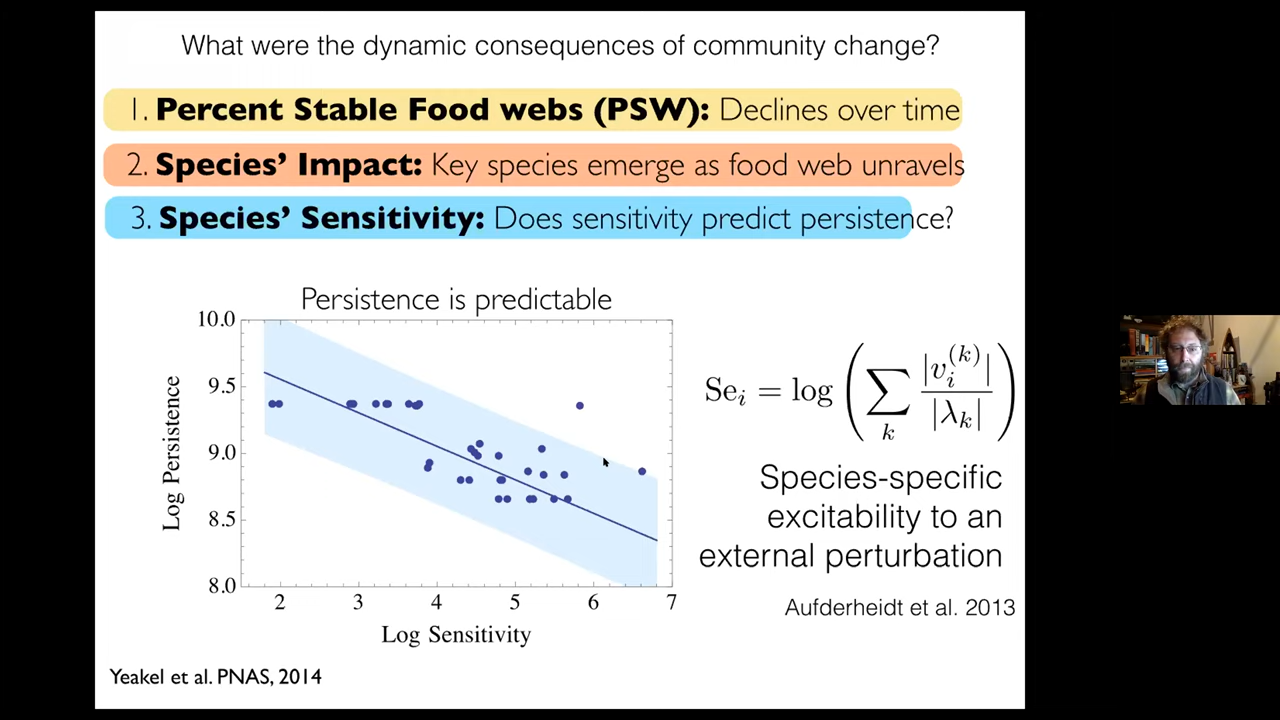 What were the dynamic consequences of community change?
1. Percent Stable Food webs (PSW): Declines over time
2. Species’ Impact: Key species emerge as food web unravels
3. Species’ Sensitivity: Does sensitivity predict persistence?
Persistence is predictable
10.0
9.5
9.0
8.5
8.0
Log Persistence
2 3 4 5 6 7
Log Sensitivity
Se_i = log ( ∑_k |v_i^(k)| / |λ_k| )
Species-specific
excitability to an
external perturbation
Aufderheidt et al. 2013
Yeakel et al. PNAS, 2014